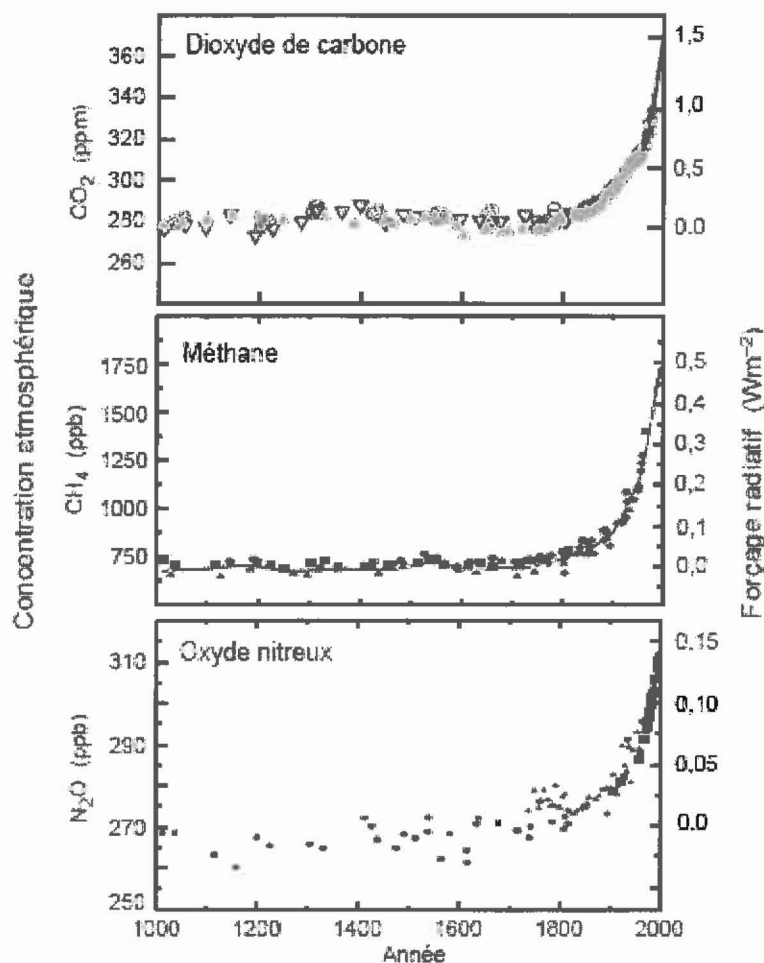 Concentration atmosphérique
Forçage radiatif (Wm⁻²)
Dioxyde de carbone
CO₂ (ppm)
360
340
320
300
280
260
1,5
1,0
0,5
0,0
Méthane
CH₄ (ppb)
1750
1500
1250
1000
750
0,5
0,4
0,3
0,2
0,1
0,0
Oxyde nitreux
N₂O (ppb)
310
290
270
250
0,15
0,10
0,05
0,0
1000 1200 1400 1600 1800 2000
Année